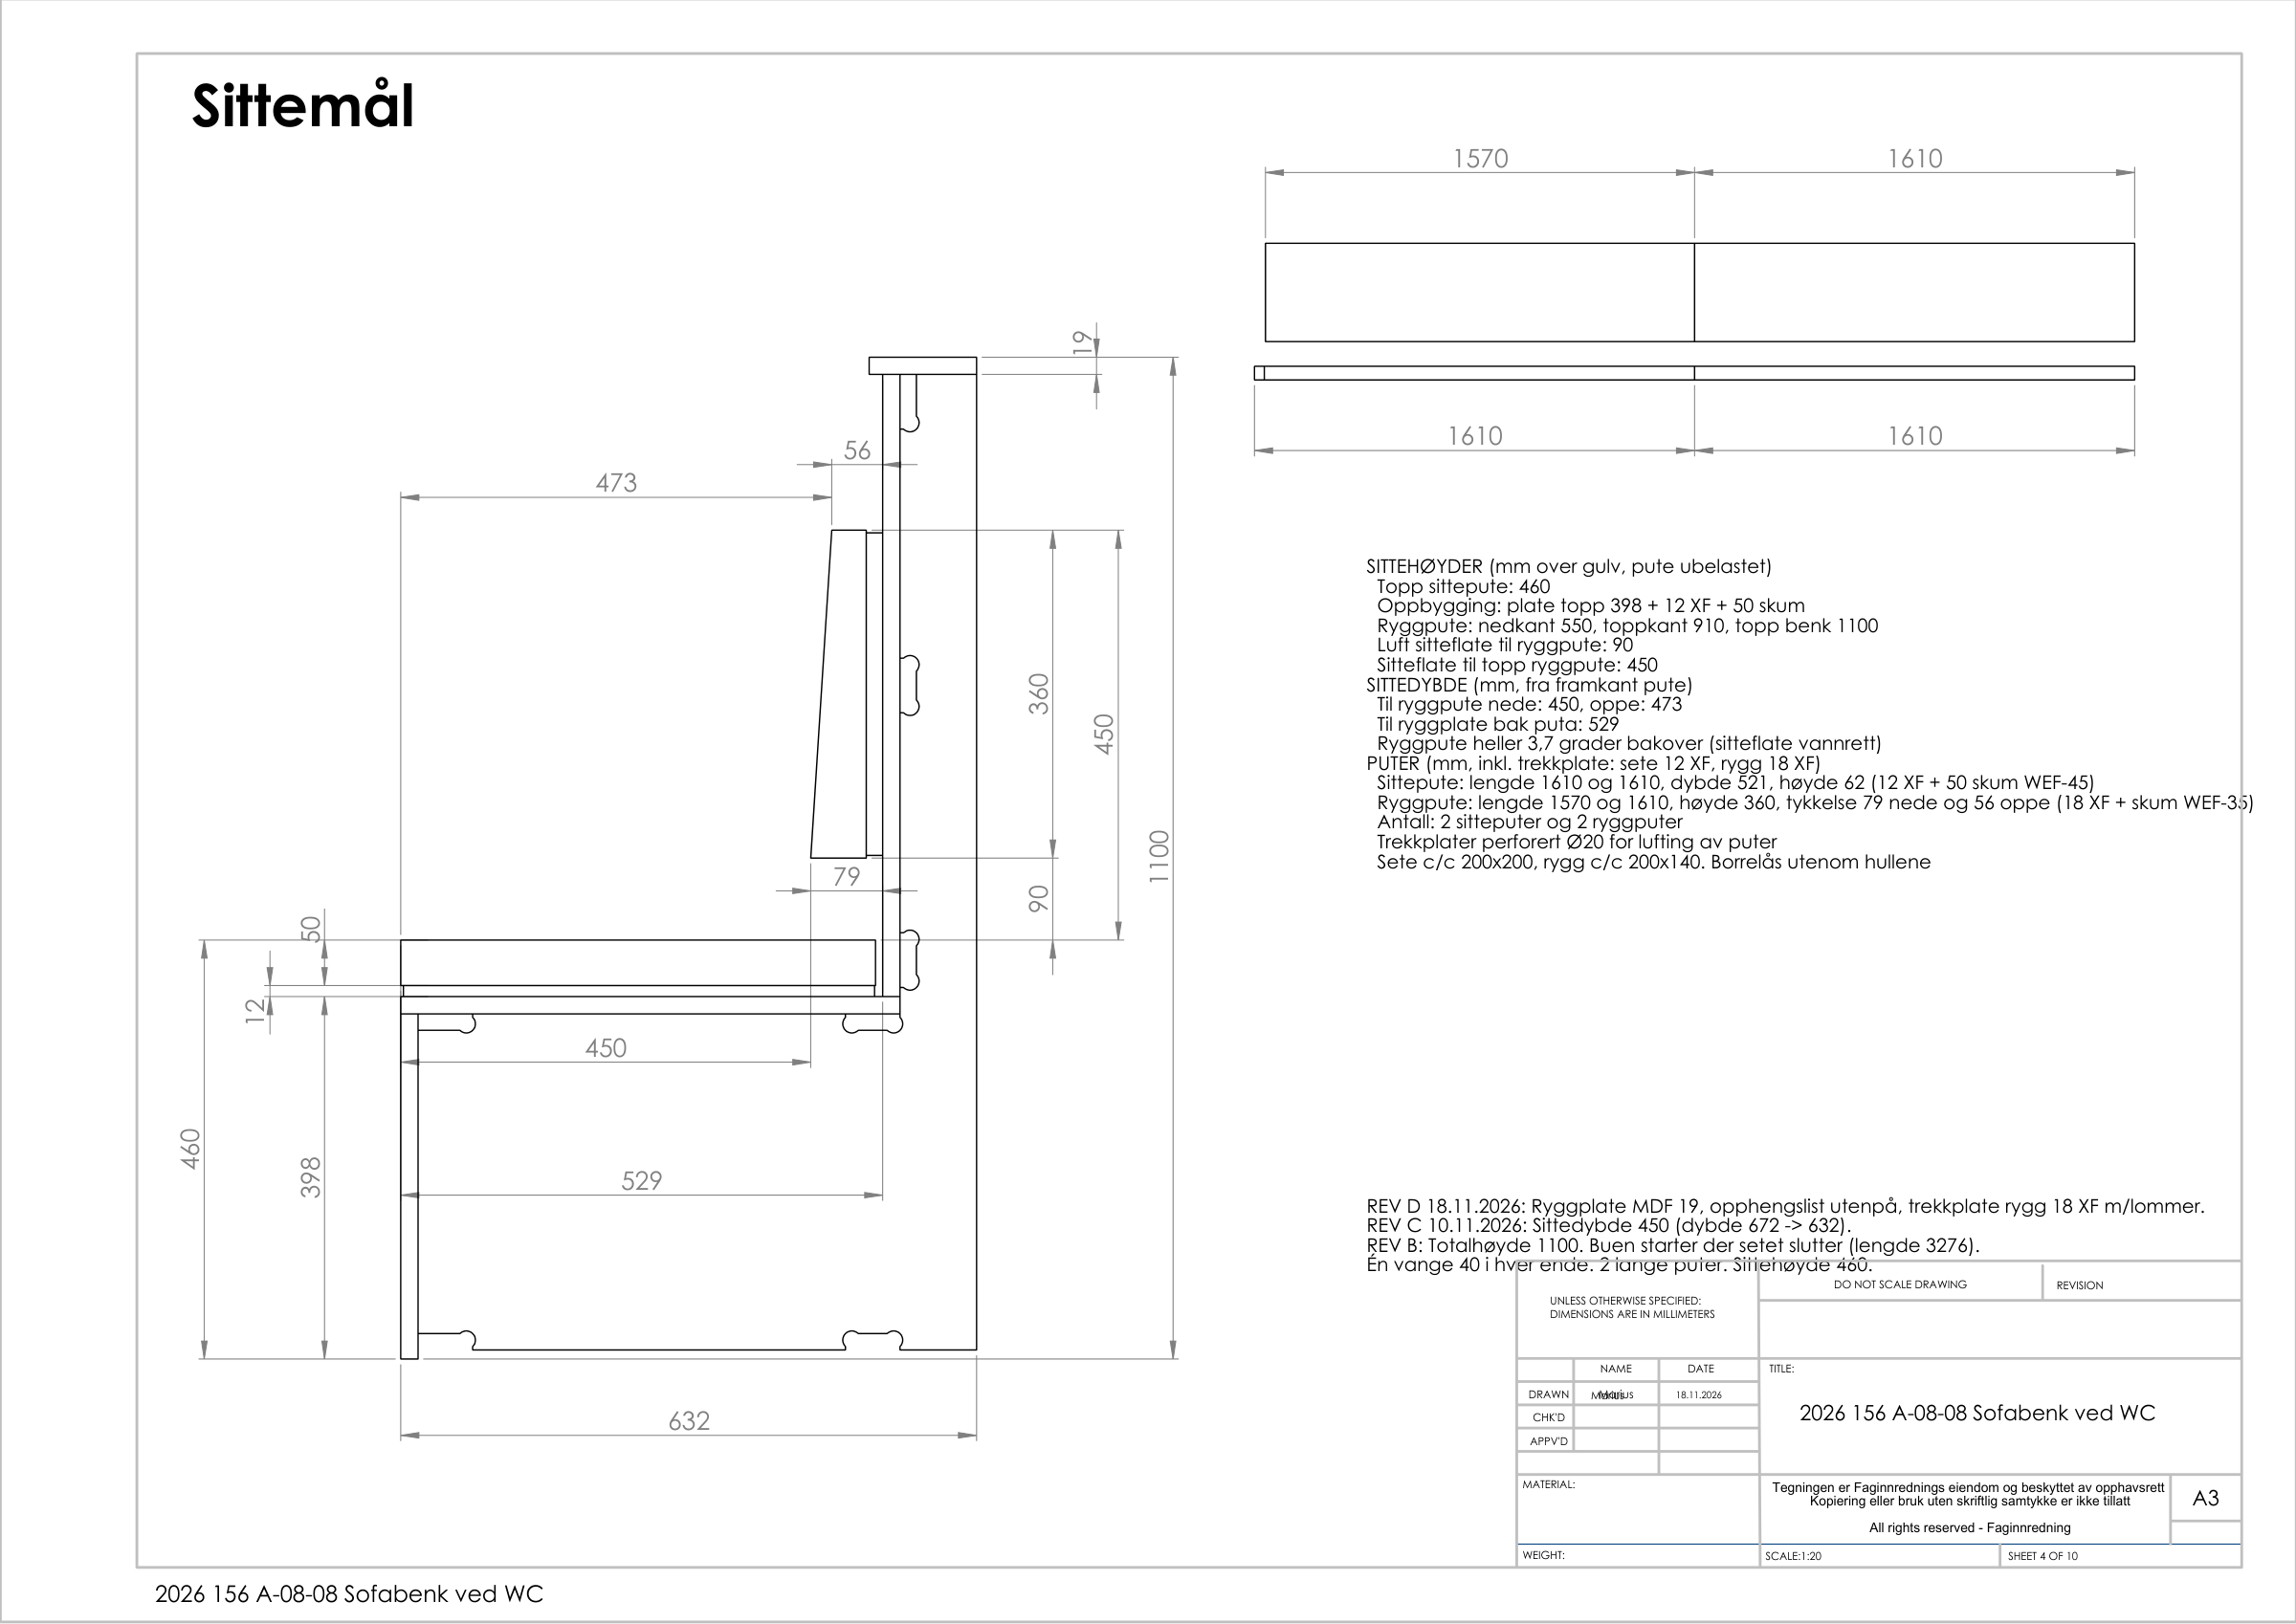 Sittemål
1570
1610
1610
1610
19
56
473
360
450
1100
79
90
50
12
450
460
398
529
632
SITTEHØYDER (mm over gulv, pute ubelastet)
Topp sittepute: 460
Oppbygging: plate topp 398 + 12 XF + 50 skum
Ryggpute: nedkant 550, toppkant 910, topp benk 1100
Luft sitteflate til ryggpute: 90
Sitteflate til topp ryggpute: 450
SITTEDYBDE (mm, fra framkant pute)
Til ryggpute nede: 450, oppe: 473
Til ryggplate bak puta: 529
Ryggpute heller 3,7 grader bakover (sitteflate vannrett)
PUTER (mm, inkl. trekkplate: sete 12 XF, rygg 18 XF)
Sittepute: lengde 1610 og 1610, dybde 521, høyde 62 (12 XF + 50 skum WEF-45)
Ryggpute: lengde 1570 og 1610, høyde 360, tykkelse 79 nede og 56 oppe (18 XF + skum WEF-35)
Antall: 2 sitteputer og 2 ryggputer
Trekkplater perforert Ø20 for lufting av puter
Sete c/c 200x200, rygg c/c 200x140. Borrelås utenom hullene
REV D 18.11.2026: Ryggplate MDF 19, opphengslist utenpå, trekkplate rygg 18 XF m/lommer.
REV C 10.11.2026: Sittedybde 450 (dybde 672 -> 632).
REV B: Totalhøyde 1100. Buen starter der setet slutter (lengde 3276).
Én vange 40 i hver ende. 2 lange puter. Sittehøyde 460.
UNLESS OTHERWISE SPECIFIED:
DIMENSIONS ARE IN MILLIMETERS
DO NOT SCALE DRAWING
REVISION
NAME
DATE
TITLE:
DRAWN
Marius
18.11.2026
CHK'D
APPV'D
2026 156 A-08-08 Sofabenk ved WC
MATERIAL:
Tegningen er Faginnrednings eiendom og beskyttet av opphavsrett
Kopiering eller bruk uten skriftlig samtykke er ikke tillatt
All rights reserved - Faginnredning
A3
WEIGHT:
SCALE:1:20
SHEET 4 OF 10
2026 156 A-08-08 Sofabenk ved WC